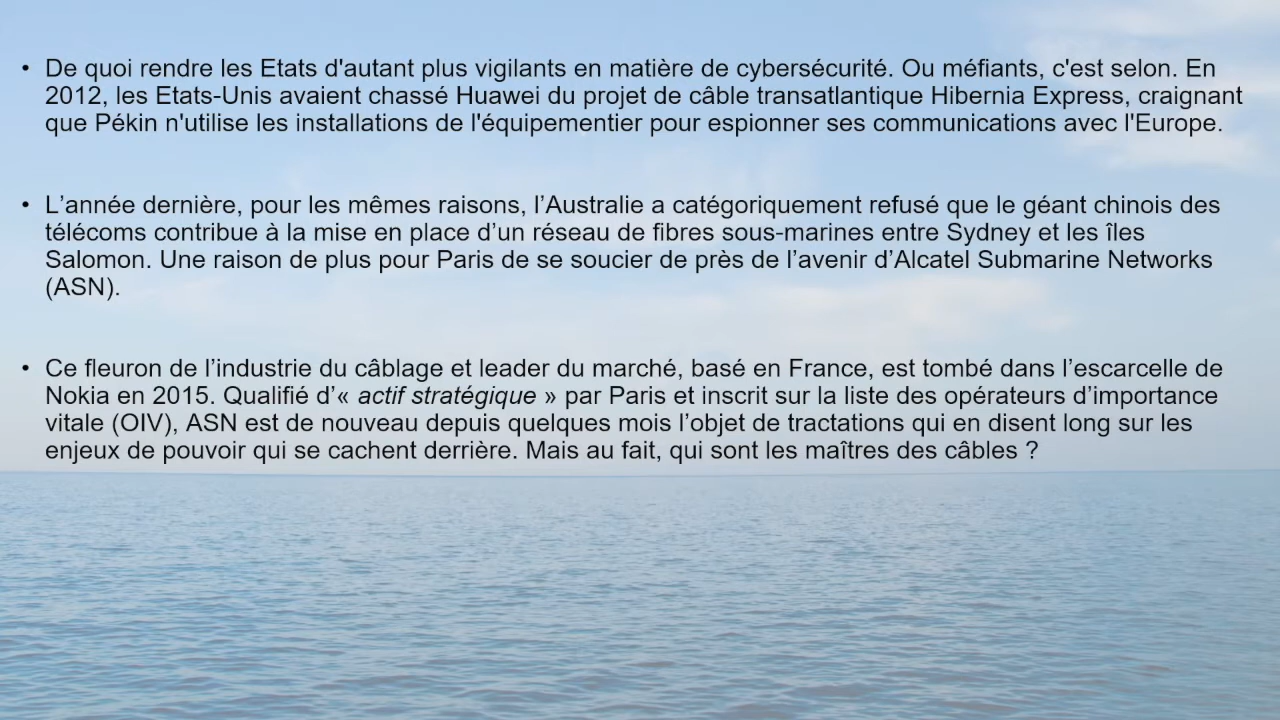 • De quoi rendre les Etats d'autant plus vigilants en matière de cybersécurité. Ou méfiants, c'est selon. En
2012, les Etats-Unis avaient chassé Huawei du projet de câble transatlantique Hibernia Express, craignant
que Pékin n'utilise les installations de l'équipementier pour espionner ses communications avec l'Europe.
• L’année dernière, pour les mêmes raisons, l’Australie a catégoriquement refusé que le géant chinois des
télécoms contribue à la mise en place d’un réseau de fibres sous-marines entre Sydney et les îles
Salomon. Une raison de plus pour Paris de se soucier de près de l’avenir d’Alcatel Submarine Networks
(ASN).
• Ce fleuron de l’industrie du câblage et leader du marché, basé en France, est tombé dans l’escarcelle de
Nokia en 2015. Qualifié d’« actif stratégique » par Paris et inscrit sur la liste des opérateurs d’importance
vitale (OIV), ASN est de nouveau depuis quelques mois l’objet de tractations qui en disent long sur les
enjeux de pouvoir qui se cachent derrière. Mais au fait, qui sont les maîtres des câbles ?